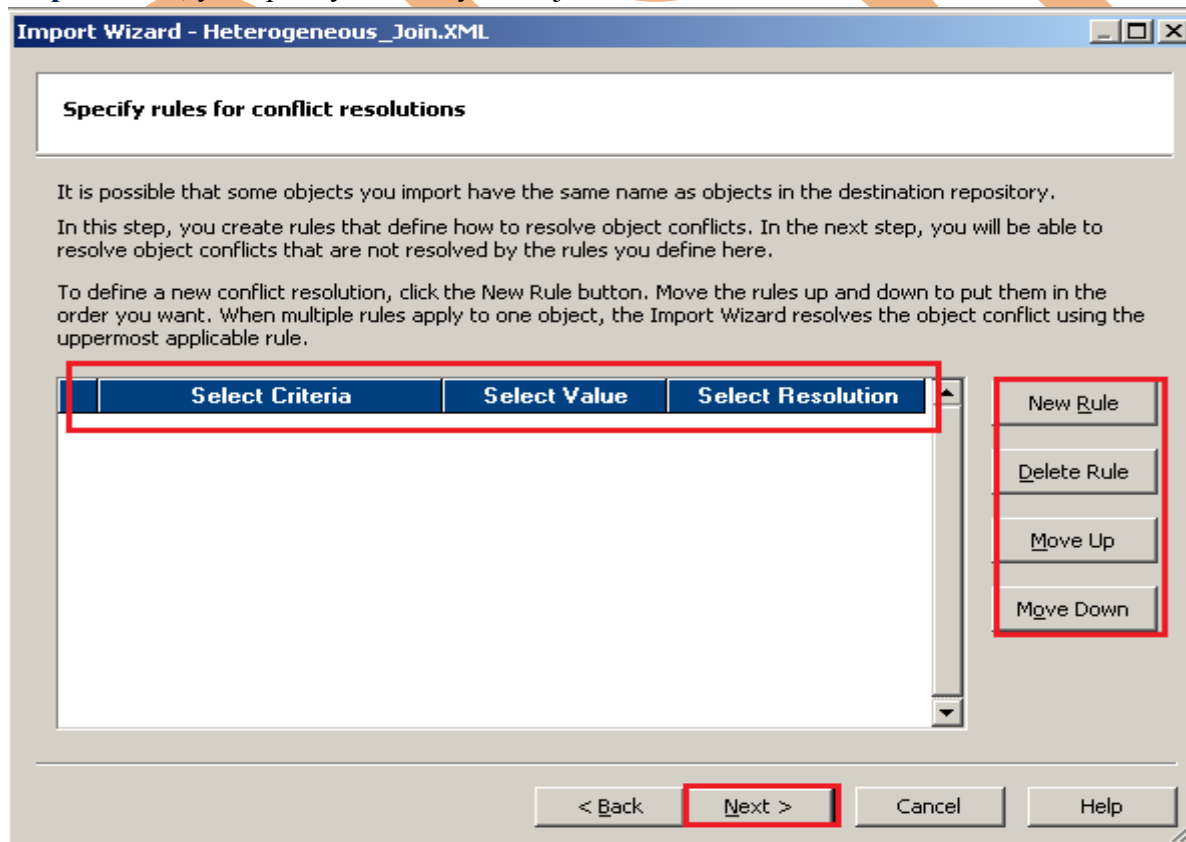 Import Wizard - Heterogeneous_Join.XML
Specify rules for conflict resolutions
It is possible that some objects you import have the same name as objects in the destination repository.
In this step, you create rules that define how to resolve object conflicts. In the next step, you will be able to
resolve object conflicts that are not resolved by the rules you define here.
To define a new conflict resolution, click the New Rule button. Move the rules up and down to put them in the
order you want. When multiple rules apply to one object, the Import Wizard resolves the object conflict using the
uppermost applicable rule.
Select Criteria Select Value Select Resolution
New Rule
Delete Rule
Move Up
Move Down
< Back Next > Cancel Help